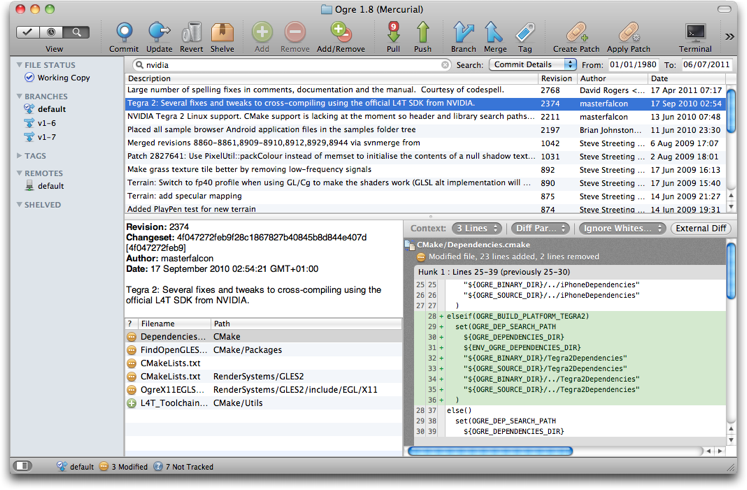 Ogre 1.8 (Mercurial)
View
Commit Update Revert Shelve Add Remove Add/Remove 9 Pull Push Branch Merge Tag Create Patch Apply Patch Terminal »
FILE STATUS
Working Copy
BRANCHES
default
v1-6
v1-7
TAGS
REMOTES
default
SHELVED
nvidia Search: Commit Details From: 01/01/1980 To: 06/07/2011
Description Revision Author Date
Large number of spelling fixes in comments, documentation and the manual. Courtesy of codespell. 2768 David Rogers <... 17 Apr 2011 07:17
Tegra 2: Several fixes and tweaks to cross-compiling using the official L4T SDK from NVIDIA. 2374 masterfalcon 17 Sep 2010 02:54
NVIDIA Tegra 2 Linux support. CMake support is lacking at the moment so header and library search paths... 2211 masterfalcon 13 Jun 2010 07:48
Placed all sample browser Android application files in the samples folder tree 2197 Brian Johnston... 11 Jun 2010 23:30
Merged revisions 8860-8861,8909-8910,8912,8929,8944 via svnmerge from 1042 Steve Streeting ... 6 Aug 2009 17:07
Patch 2827641: Use PixelUtil::packColour instead of memset to initialise the contents of a null shadow text... 1031 Steve Streeting ... 2 Aug 2009 18:01
Make grass texture tile better by removing low-frequency signals 892 Steve Streeting ... 17 Jun 2009 16:13
Terrain: Switch to fp40 profile when using GL/Cg to make the shaders work (GLSL alt implementation will ... 890 Steve Streeting ... 17 Jun 2009 15:40
Terrain: add specular mapping 875 Steve Streeting ... 14 Jun 2009 21:27
Added PlayPen test for new terrain 874 Steve Streeting ... 14 Jun 2009 19:31
Revision: 2374
Changeset: 4f047272feb9f28c1867827b40845b8d844e407d
[4f047272feb9]
Author: masterfalcon
Date: 17 September 2010 02:54:21 GMT+01:00
Tegra 2: Several fixes and tweaks to cross-compiling using the
official L4T SDK from NVIDIA.
? Filename Path
Dependencies... CMake
FindOpenGLES... CMake/Packages
CMakeLists.txt
CMakeLists.txt RenderSystems/GLES2
OgreX11EGLS... RenderSystems/GLES2/include/EGL/X11
L4T_Toolchain... CMake/Utils
Context: 3 Lines Diff Par... Ignore Whites... External Diff
CMake/Dependencies.cmake
Modified file, 23 lines added, 2 lines removed
Hunk 1 : Lines 25-39 (previously 25-30)
25 25 "${OGRE_BINARY_DIR}/../iPhoneDependencies"
26 26 "${OGRE_SOURCE_DIR}/../iPhoneDependencies"
27 27 )
28 + elseif(OGRE_BUILD_PLATFORM_TEGRA2)
29 + set(OGRE_DEP_SEARCH_PATH
30 + ${OGRE_DEPENDENCIES_DIR}
31 + ${ENV_OGRE_DEPENDENCIES_DIR}
32 + "${OGRE_BINARY_DIR}/Tegra2Dependencies"
33 + "${OGRE_SOURCE_DIR}/Tegra2Dependencies"
34 + "${OGRE_BINARY_DIR}/../Tegra2Dependencies"
35 + "${OGRE_SOURCE_DIR}/../Tegra2Dependencies"
36 + )
28 37 else()
29 38 set(OGRE_DEP_SEARCH_PATH
30 39 ${OGRE_DEPENDENCIES_DIR}
default 3 Modified 7 Not Tracked